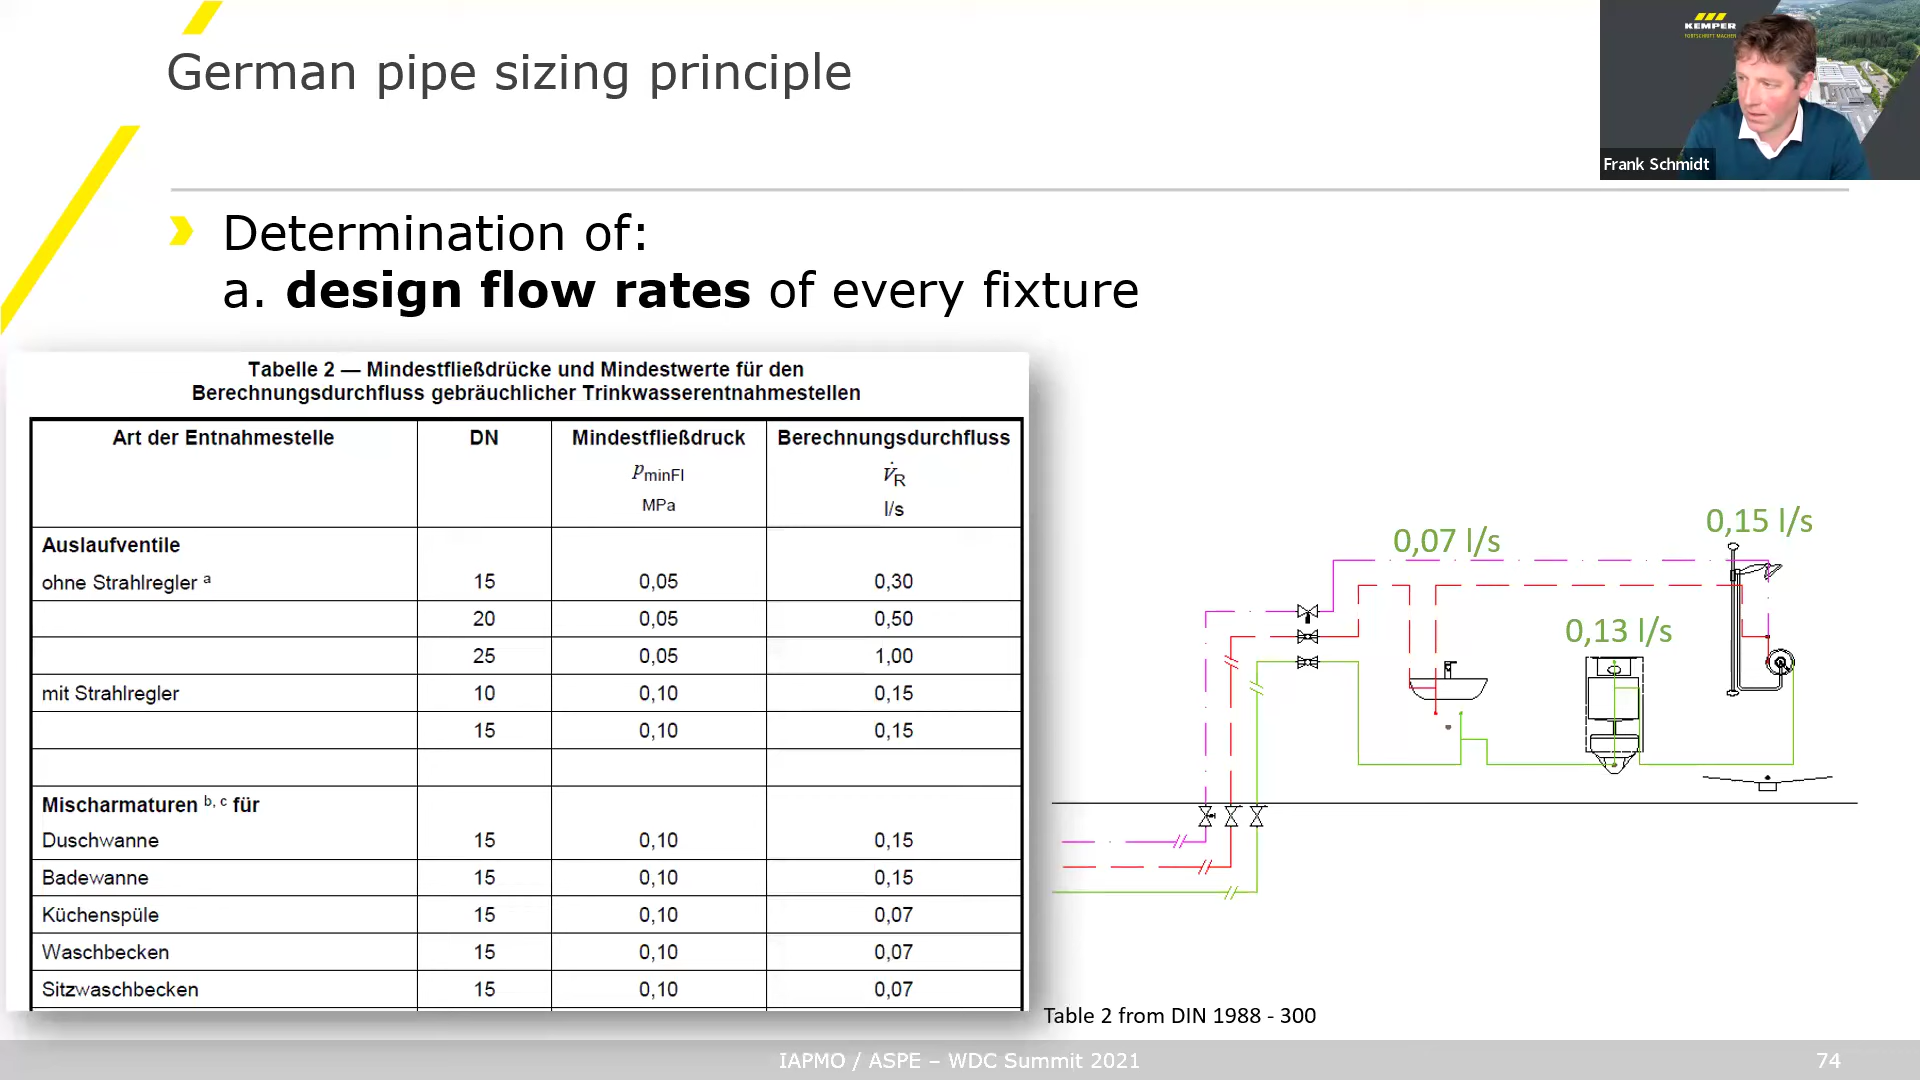 German pipe sizing principle
KEMPER
FORTSCHRITT MACHEN
Frank Schmidt
Determination of:
a. design flow rates of every fixture
Tabelle 2 — Mindestfließdrücke und Mindestwerte für den
Berechnungsdurchfluss gebräuchlicher Trinkwasserentnahmestellen
Art der Entnahmestelle DN Mindestfließdruck Berechnungsdurchfluss
pminFl V̇R
MPa l/s
Auslaufventile
ohne Strahlregler a 15 0,05 0,30
20 0,05 0,50
25 0,05 1,00
mit Strahlregler 10 0,10 0,15
15 0,10 0,15
Mischarmaturen b, c für
Duschwanne 15 0,10 0,15
Badewanne 15 0,10 0,15
Küchenspüle 15 0,10 0,07
Waschbecken 15 0,10 0,07
Sitzwaschbecken 15 0,10 0,07
0,07 l/s
0,15 l/s
0,13 l/s
Table 2 from DIN 1988 - 300
IAPMO / ASPE – WDC Summit 2021
74